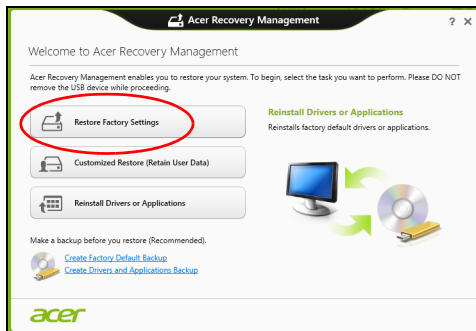 Acer Recovery Management
? X
Welcome to Acer Recovery Management
Acer Recovery Management enables you to restore your system. To begin, select the task you want to perform. Please DO NOT
remove the USB device while proceeding.
Restore Factory Settings
Customized Restore (Retain User Data)
Reinstall Drivers or Applications
Reinstall Drivers or Applications
Reinstalls factory default drivers or applications.
Make a backup before you restore (Recommended).
Create Factory Default Backup
Create Drivers and Applications Backup
acer